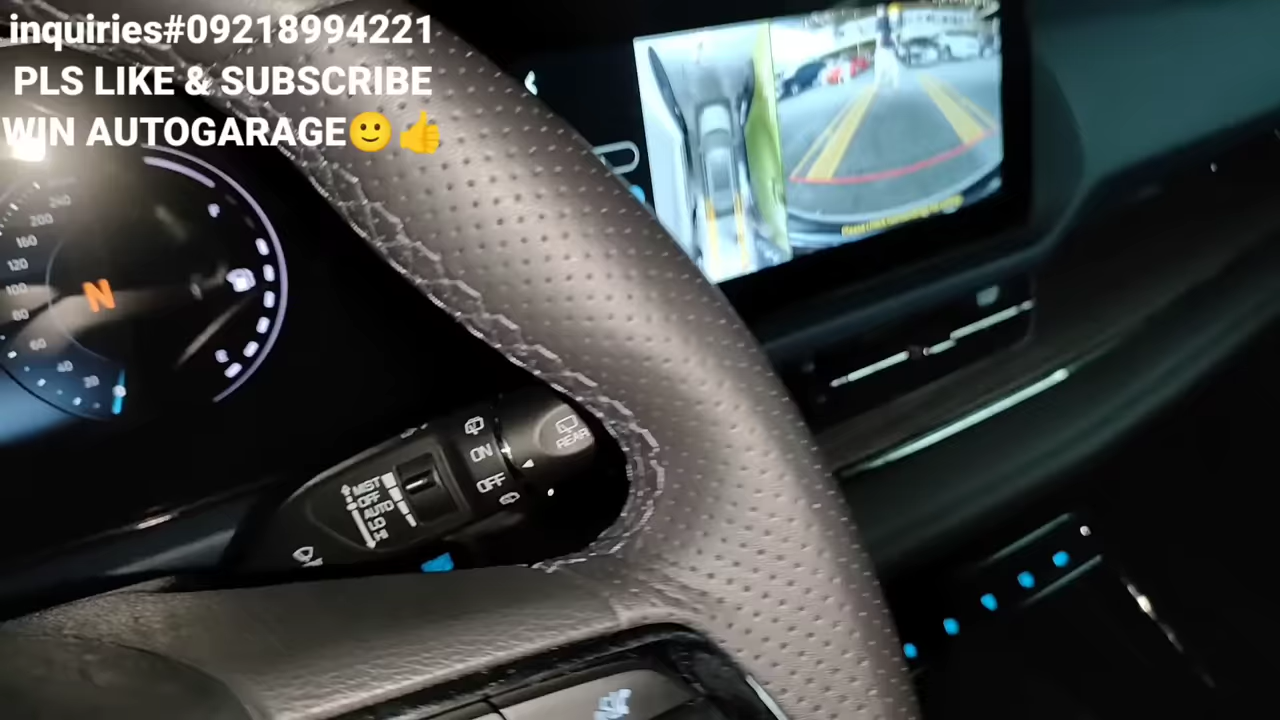 inquiries#09218994221
PLS LIKE & SUBSCRIBE
WIN AUTOGARAGE🙂👍
240
200
160
120
100
80
60
40
20
F
N
E
REAR
ON
OFF
MIST
OFF
AUTO
LO
HI